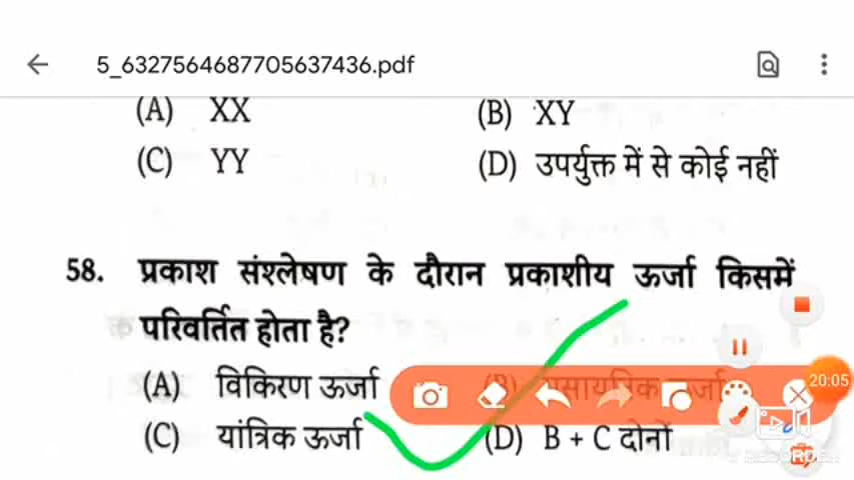 5_6327564687705637436.pdf
(A) XX (B) XY
(C) YY (D) उपर्युक्त में से कोई नहीं
58. प्रकाश संश्लेषण के दौरान प्रकाशीय ऊर्जा किसमें
परिवर्तित होता है?
(A) विकिरण ऊर्जा (B)
20:05
(C) यांत्रिक ऊर्जा (D) B + C दोनों
RECORDER